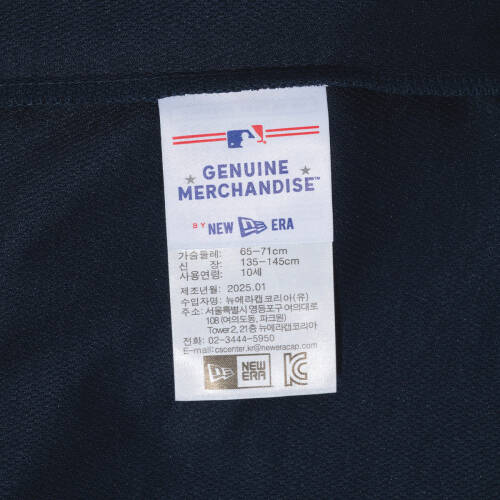 GENUINE
MERCHANDISE™
BY NEW ERA
가슴둘레: 65-71cm
신 장: 135-145cm
사용연령: 10세
제조년월: 2025.01
수입자명: 뉴에라캡코리아(유)
주소: 서울특별시 영등포구 여의대로
108 (여의도동, 파크원)
Tower2, 21층 뉴에라캡코리아
전화: 02-3444-5950
E-mail: cscenter.kr@neweracap.com
NEW
ERA